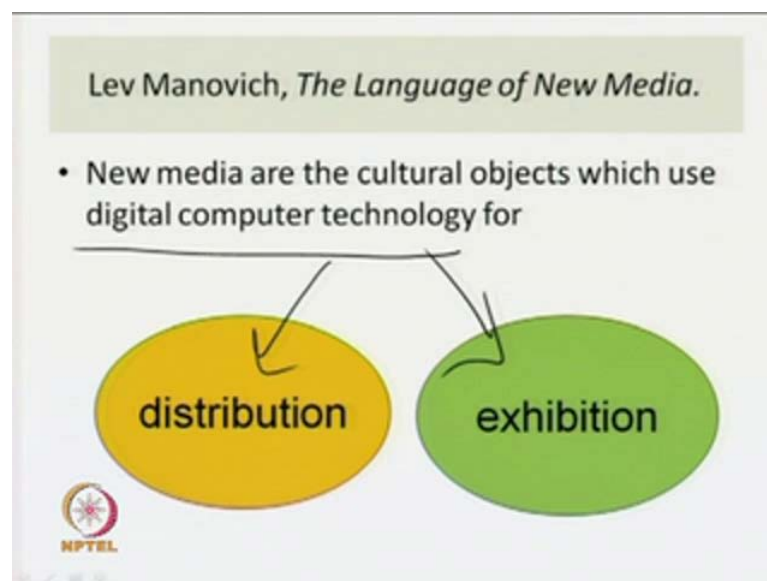 Lev Manovich, The Language of New Media.
• New media are the cultural objects which use
digital computer technology for
distribution
exhibition
NPTEL